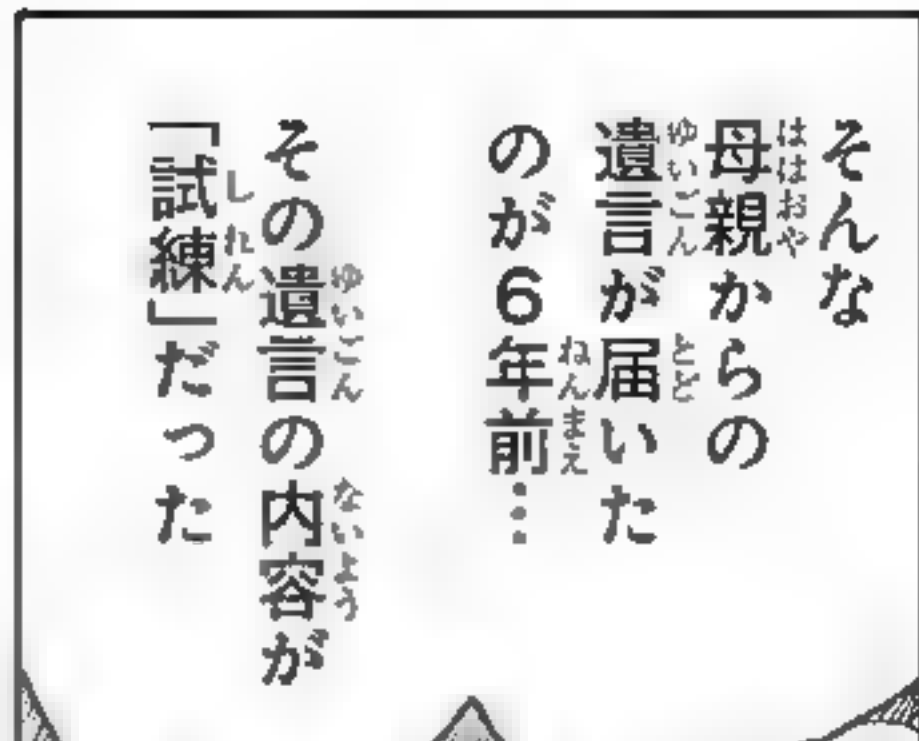 そんな
母親からの
遺言が届いた
のが6年前…
その遺言の内容が
「試練」だった